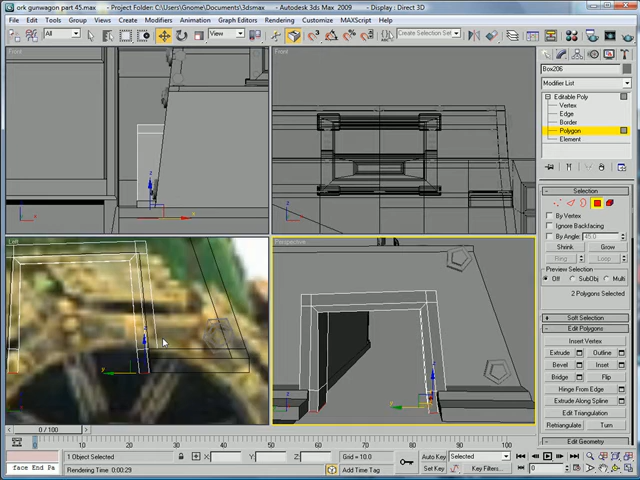 ork gunwagon part 45.max - Project Folder: C:\Users\Gnome\Documents\3dsmax - Autodesk 3ds Max 2009 - Display : Direct 3D
File Edit Tools Group Views Create Modifiers Animation Graph Editors Rendering Customize MAXScript Help
All
View
Create Selection Set
Front
Front
Box206
Modifier List
Editable Poly
Vertex
Edge
Border
Polygon
Element
Selection
By Vertex
Ignore Backfacing
By Angle: 45.0
Shrink Grow
Ring Loop
Preview Selection
Off SubObj Multi
2 Polygons Selected
Soft Selection
Edit Polygons
Insert Vertex
Extrude Outline
Bevel Inset
Bridge Flip
Hinge From Edge
Extrude Along Spline
Edit Triangulation
Retriangulate Turn
Edit Geometry
Left
Perspective
0 / 100
0 10 20 30 40 50 60 70 80 90 100
1 Object Selected
X: Y: Z: Grid = 10.0
Auto Key Selected
face End Pa
Rendering Time 0:00:29
Add Time Tag
Set Key Key Filters...
0